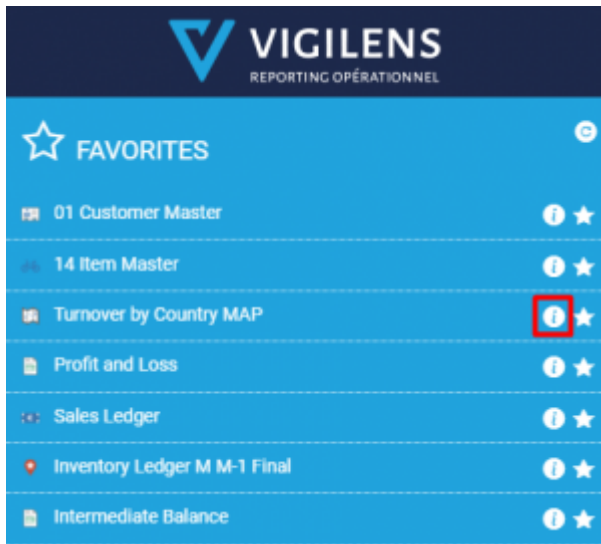 VIGILENS
REPORTING OPÉRATIONNEL
FAVORITES
01 Customer Master
14 Item Master
Turnover by Country MAP
Profit and Loss
Sales Ledger
Inventory Ledger M M-1 Final
Intermediate Balance